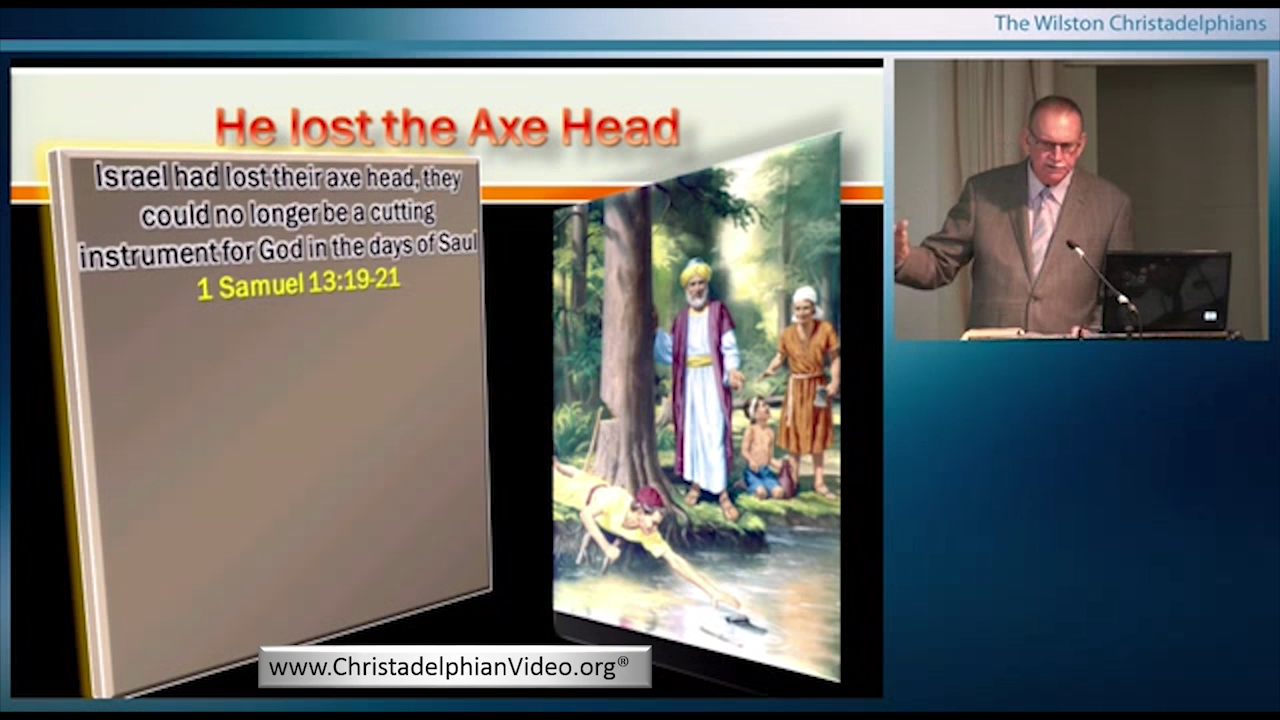 The Wilston Christadelphians
He lost the Axe Head
Israel had lost their axe head, they
could no longer be a cutting
instrument for God in the days of Saul
1 Samuel 13:19-21
www.ChristadelphianVideo.org®